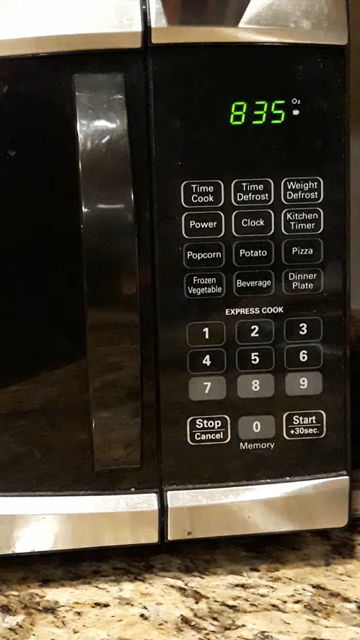 835 Oz
Time Cook
Time Defrost
Weight Defrost
Power
Clock
Kitchen Timer
Popcorn
Potato
Pizza
Frozen Vegetable
Beverage
Dinner Plate
EXPRESS COOK
1 2 3
4 5 6
7 8 9
Stop Cancel
0
Start +30sec.
Memory